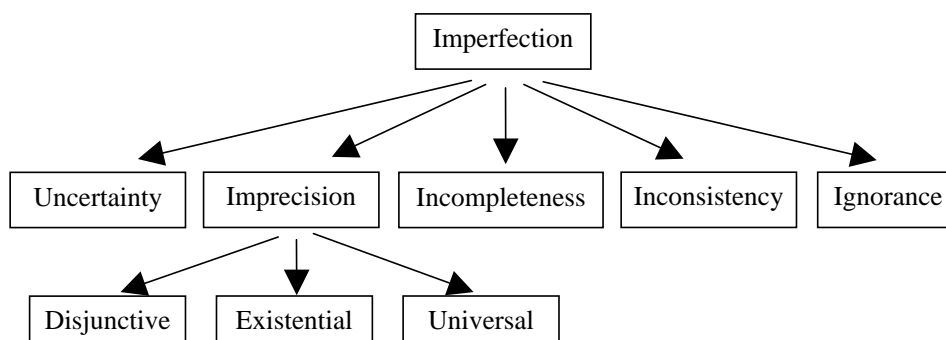 Imperfection
Uncertainty
Imprecision
Incompleteness
Inconsistency
Ignorance
Disjunctive
Existential
Universal